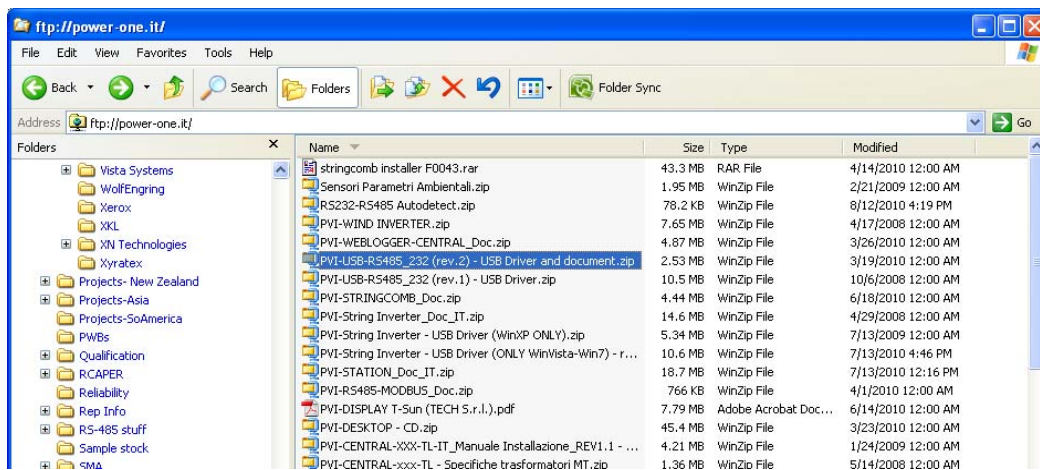 ftp://power-one.it/
File Edit View Favorites Tools Help
Back Search Folders Folder Sync
Address ftp://power-one.it/ Go
Folders x Name Size Type Modified
Vista Systems
WolfEngring
Xerox
XKL
XN Technologies
Xyratex
Projects- New Zealand
Projects-Asia
Projects-SoAmerica
PWBs
Qualification
RCAPER
Reliability
Rep Info
RS-485 stuff
Sample stock
SMA
stringcomb installer F0043.rar 43.3 MB RAR File 4/14/2010 12:00 AM
Sensori Parametri Ambientali.zip 1.95 MB WinZip File 2/21/2009 12:00 AM
RS232-RS485 Autodetect.zip 78.2 KB WinZip File 8/12/2010 4:19 PM
PVI-WIND INVERTER.zip 7.65 MB WinZip File 4/17/2008 12:00 AM
PVI-WEBLOGGER-CENTRAL_Doc.zip 4.87 MB WinZip File 3/26/2010 12:00 AM
PVI-USB-RS485_232 (rev.2) - USB Driver and document.zip 2.53 MB WinZip File 3/19/2010 12:00 AM
PVI-USB-RS485_232 (rev.1) - USB Driver.zip 10.5 MB WinZip File 10/6/2008 12:00 AM
PVI-STRINGCOMB_Doc.zip 4.44 MB WinZip File 6/18/2010 12:00 AM
PVI-String Inverter_Doc_IT.zip 14.6 MB WinZip File 4/29/2008 12:00 AM
PVI-String Inverter - USB Driver (WinXP ONLY).zip 5.34 MB WinZip File 7/13/2009 12:00 AM
PVI-String Inverter - USB Driver (ONLY WinVista-Win7) - r... 10.6 MB WinZip File 7/13/2010 4:46 PM
PVI-STATION_Doc_IT.zip 18.7 MB WinZip File 7/13/2010 12:16 PM
PVI-RS485-MODBUS_Doc.zip 766 KB WinZip File 4/1/2010 12:00 AM
PVI-DISPLAY T-Sun (TECH S.r.l.).pdf 7.79 MB Adobe Acrobat Doc... 6/14/2010 12:00 AM
PVI-DESKTOP - CD.zip 45.4 MB WinZip File 3/23/2010 12:00 AM
PVI-CENTRAL-XXX-TL-IT_Manuale Installazione_REV1.1 - ... 4.21 MB WinZip File 1/24/2009 12:00 AM
PVI-CENTRAL-xxx-TL - Specifiche trasformatori MT.zip 1.36 MB WinZip File 5/14/2008 12:00 AM